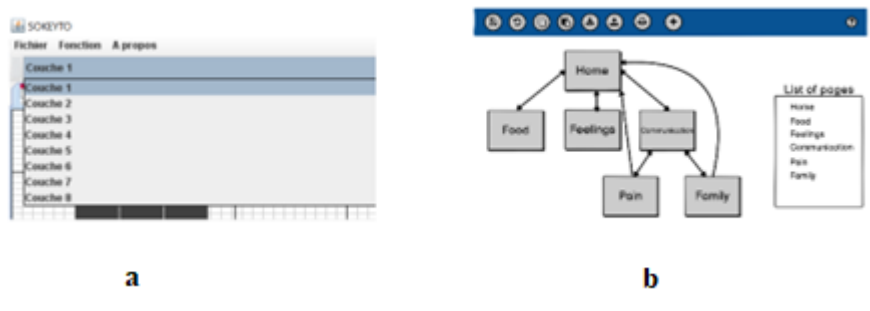 SOKEYTO
Fichier Fonction A propos
Couche 1
Couche 1
Couche 2
Couche 3
Couche 4
Couche 5
Couche 6
Couche 7
Couche 8
a
Home
Food
Feelings
Communication
Pain
Family
List of pages
Home
Food
Feelings
Communication
Pain
Family
b